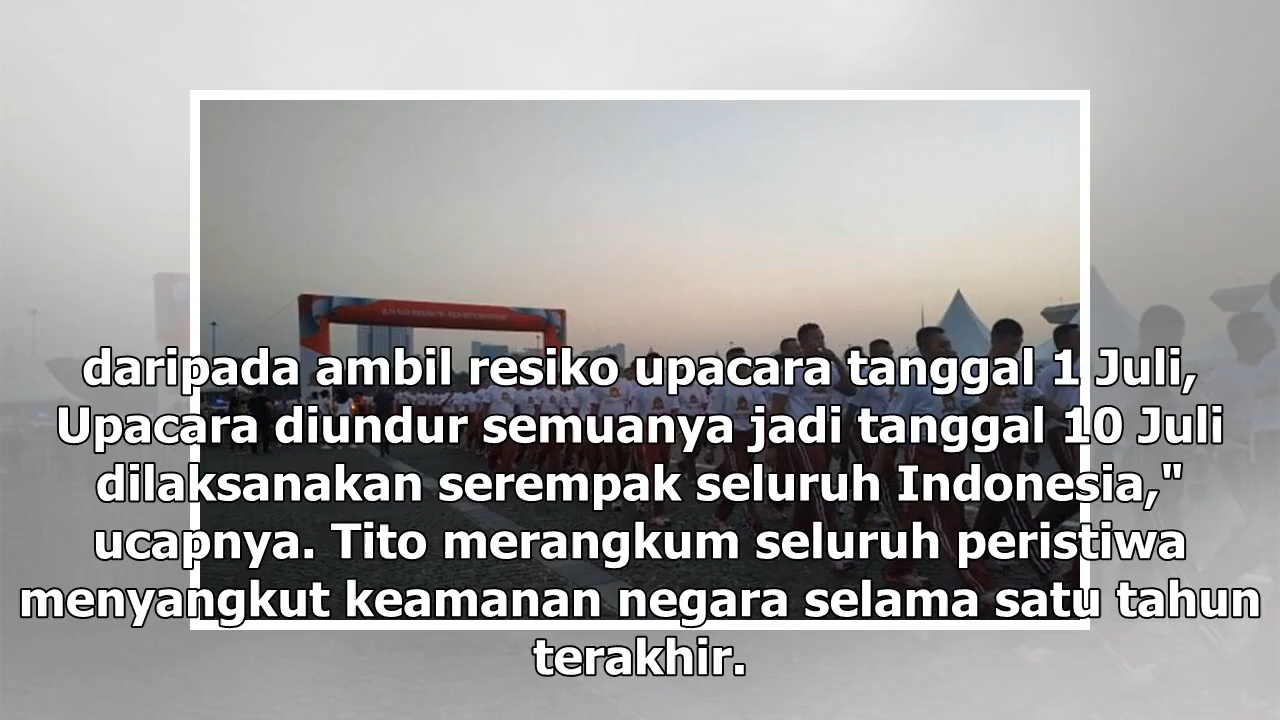 daripada ambil resiko upacara tanggal 1 Juli,
Upacara diundur semuanya jadi tanggal 10 Juli
dilaksanakan serempak seluruh Indonesia,"
ucapnya. Tito merangkum seluruh peristiwa
menyangkut keamanan negara selama satu tahun
terakhir.